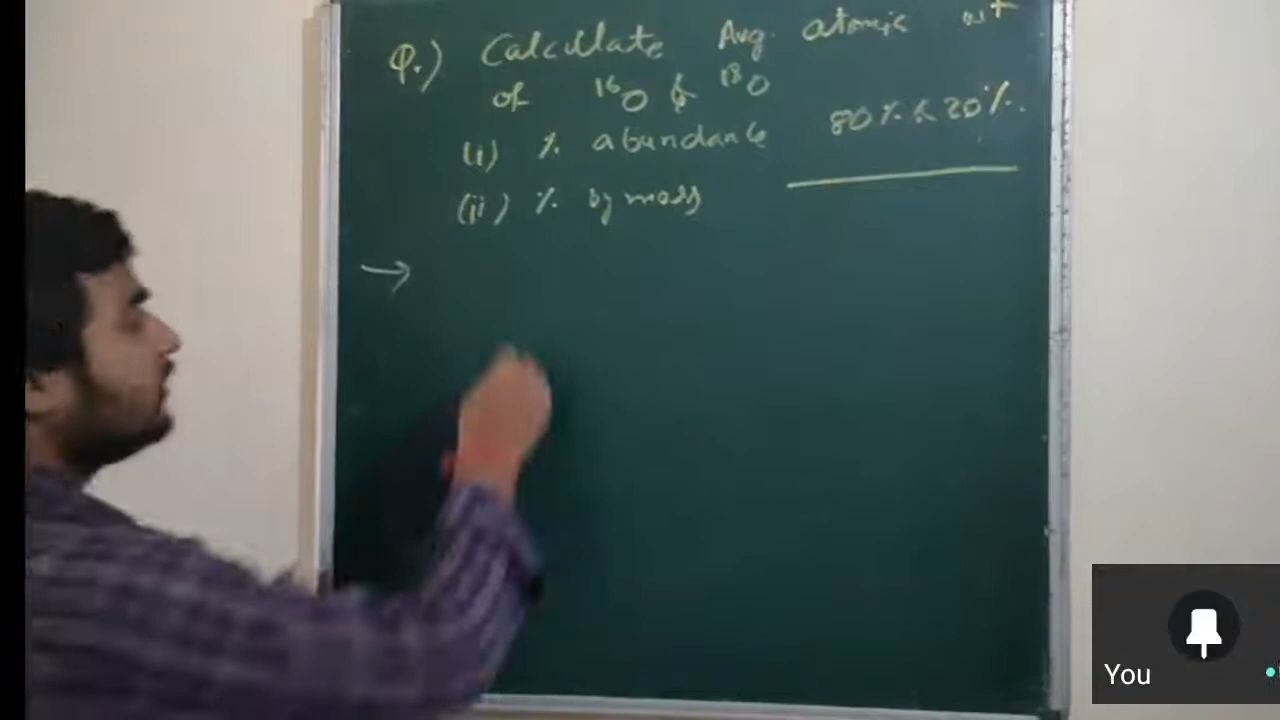 Q.) Calculate Avg. atomic wt
of ¹⁶O & ¹⁸O
80% & 20%.
(i) % abundance
(ii) % by mass
→
You